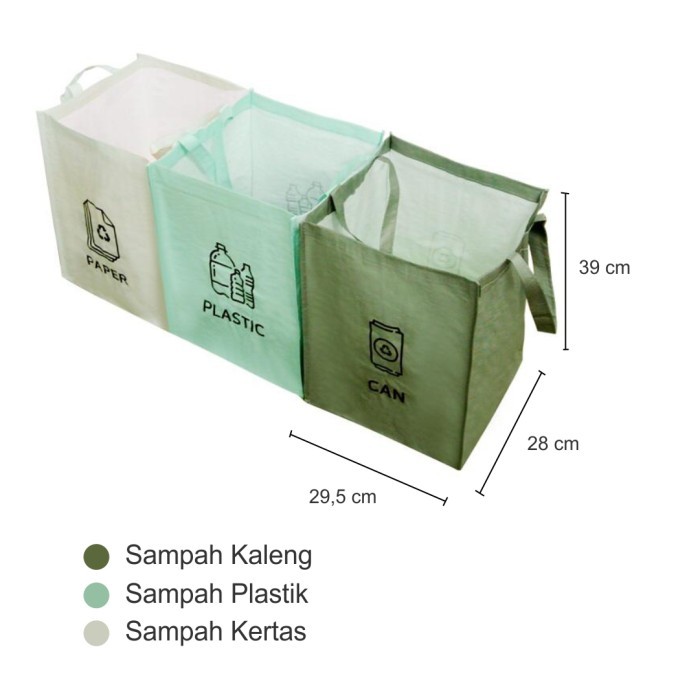 PAPER
PLASTIC
CAN
39 cm
28 cm
29,5 cm
Sampah Kaleng
Sampah Plastik
Sampah Kertas